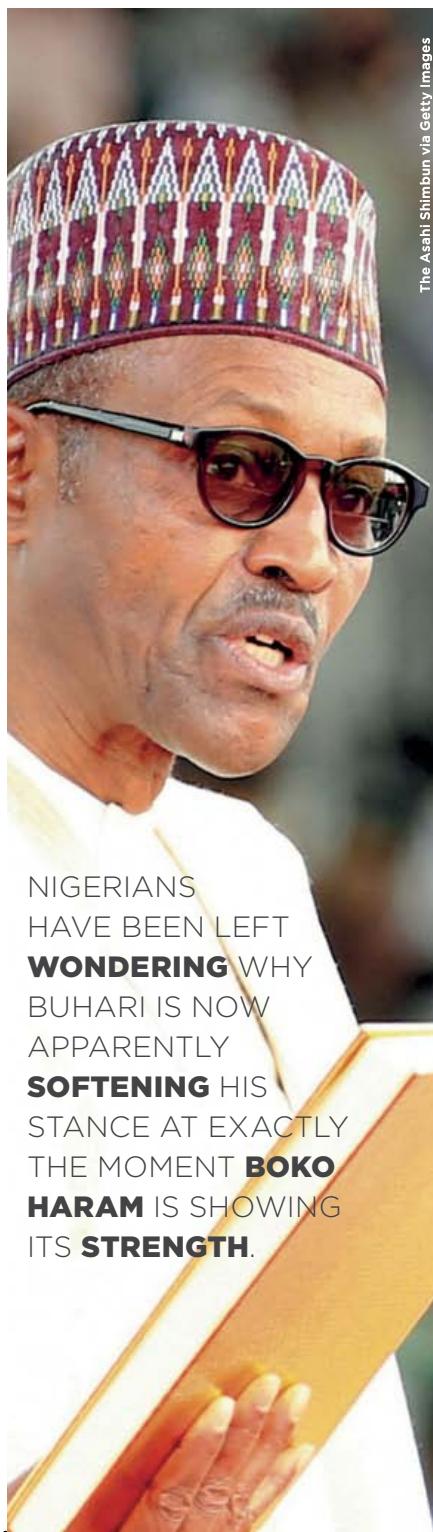 The Asahi Shimbun via Getty Images
NIGERIANS
HAVE BEEN LEFT
WONDERING WHY
BUHARI IS NOW
APPARENTLY
SOFTENING HIS
STANCE AT EXACTLY
THE MOMENT BOKO
HARAM IS SHOWING
ITS STRENGTH.